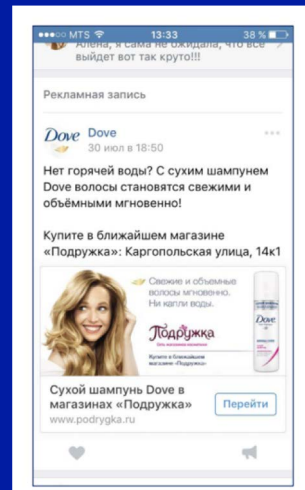 MTS 13:33 38 %
Алена, я сама не ожидала, что все
выйдет вот так круто!!!
Рекламная запись
Dove Dove
30 июл в 18:50
Нет горячей воды? С сухим шампунем
Dove волосы становятся свежими и
объёмными мгновенно!
Купите в ближайшем магазине
«Подружка»: Каргопольская улица, 14к1
Свежие и объемные
волосы мгновенно.
Ни капли воды.
Подружка
Купите в ближайшем
магазине «Подружка»
Dove
Сухой шампунь Dove в
магазинах «Подружка»
www.podrygka.ru
Перейти